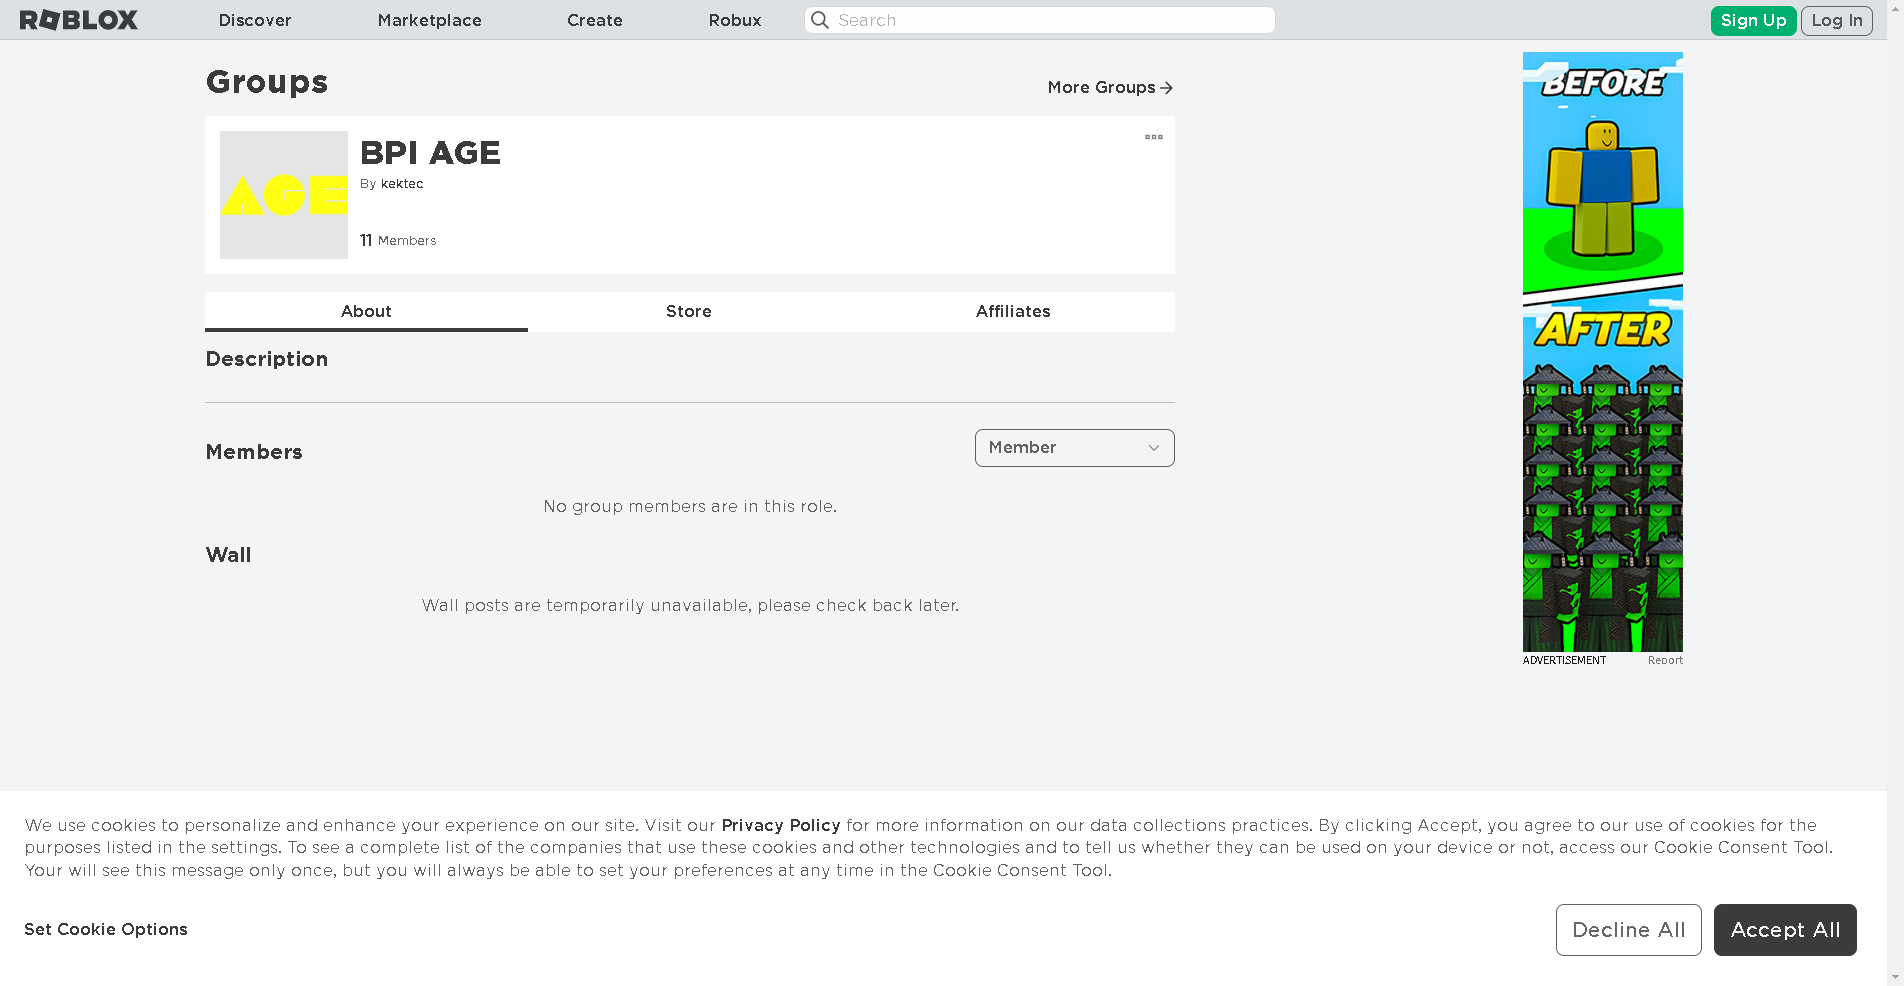 ROBLOX
Discover
Marketplace
Create
Robux
Search
Sign Up
Log In
Groups
More Groups
AGE
BPI AGE
By kektec
11 Members
About
Store
Affiliates
Description
Members
Member
No group members are in this role.
Wall
Wall posts are temporarily unavailable, please check back later.
BEFORE
AFTER
ADVERTISEMENT
Report
We use cookies to personalize and enhance your experience on our site. Visit our Privacy Policy for more information on our data collections practices. By clicking Accept, you agree to our use of cookies for the
purposes listed in the settings. To see a complete list of the companies that use these cookies and other technologies and to tell us whether they can be used on your device or not, access our Cookie Consent Tool.
Your will see this message only once, but you will always be able to set your preferences at any time in the Cookie Consent Tool.
Set Cookie Options
Decline All
Accept All